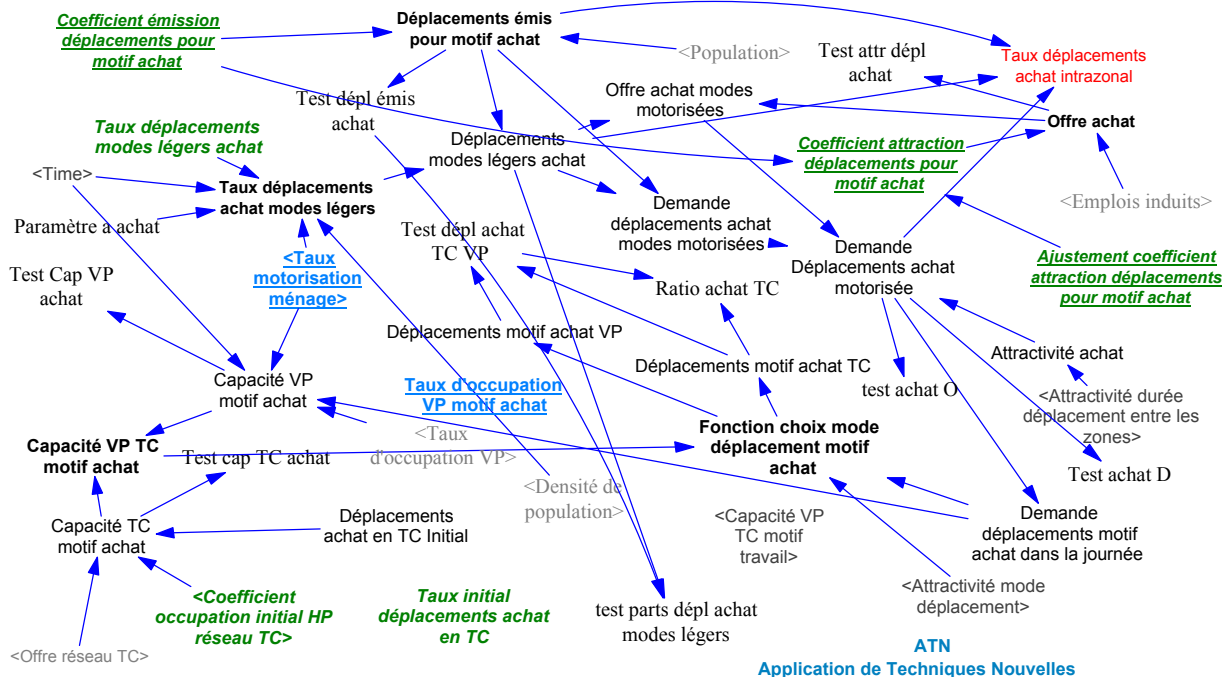 Coefficient émission
déplacements pour
motif achat
Déplacements émis
pour motif achat
<Population>
Test attr dépl
achat
Taux déplacements
achat intrazonal
Test dépl émis
achat
Offre achat modes
motorisées
Offre achat
Taux déplacements
modes légers achat
Déplacements
modes légers achat
Coefficient attraction
déplacements pour
motif achat
<Time>
Taux déplacements
achat modes légers
<Emplois induits>
Paramètre a achat
Demande
déplacements achat
modes motorisées
Test dépl achat
TC VP
Demande
Déplacements achat
motorisée
Ajustement coefficient
attraction déplacements
pour motif achat
Test Cap VP
achat
<Taux
motorisation
ménage>
Ratio achat TC
Déplacements motif achat VP
Déplacements motif achat TC
Attractivité achat
Capacité VP
motif achat
Taux d'occupation
VP motif achat
test achat O
<Attractivité durée
déplacement entre les
zones>
Capacité VP TC
motif achat
<Taux
d'occupation VP>
Fonction choix mode
déplacement motif
achat
Test cap TC achat
Test achat D
<Densité de
population>
Capacité TC
motif achat
Déplacements
achat en TC Initial
<Capacité VP
TC motif
travail>
Demande
déplacements motif
achat dans la journée
<Coefficient
occupation initial HP
réseau TC>
Taux initial
déplacements achat
en TC
test parts dépl achat
modes légers
<Attractivité mode
déplacement>
<Offre réseau TC>
ATN
Application de Techniques Nouvelles